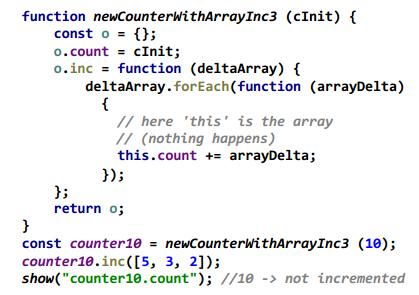 function newCounterWithArrayInc3 (cInit) {
    const o = {};
    o.count = cInit;
    o.inc = function (deltaArray) {
        deltaArray.forEach(function (arrayDelta)
          {
            // here 'this' is the array
            // (nothing happens)
            this.count += arrayDelta;
          });
    };
    return o;
}
const counter10 = newCounterWithArrayInc3 (10);
counter10.inc([5, 3, 2]);
show("counter10.count"); //10 -> not incremented